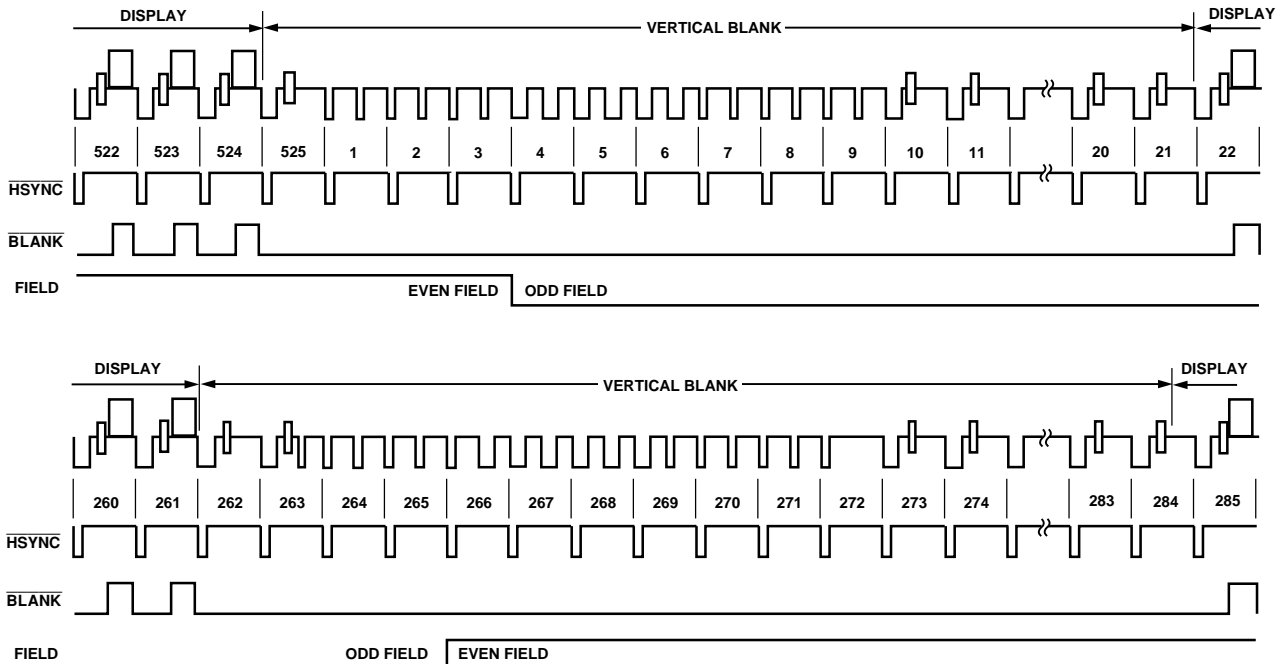 DISPLAY VERTICAL BLANK DISPLAY
522 523 524 525 1 2 3 4 5 6 7 8 9 10 11 20 21 22
HSYNC
BLANK
FIELD EVEN FIELD ODD FIELD
DISPLAY VERTICAL BLANK DISPLAY
260 261 262 263 264 265 266 267 268 269 270 271 272 273 274 283 284 285
HSYNC
BLANK
FIELD ODD FIELD EVEN FIELD